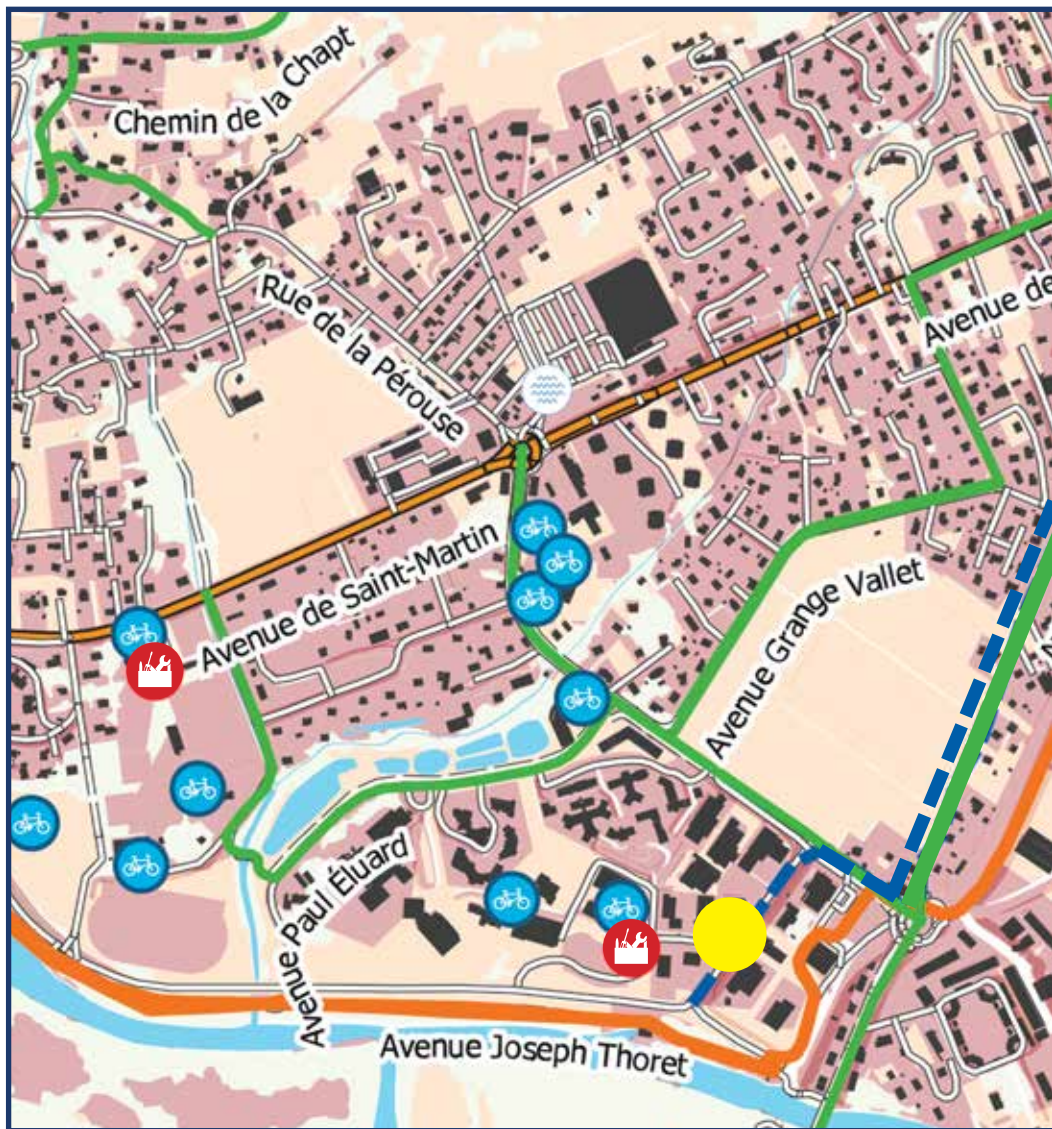 Chemin de la Chapt
Rue de la Pérouse
Avenue de
Avenue de Saint-Martin
Avenue Grange Vallet
Avenue Paul Éluard
Avenue Joseph Thoret